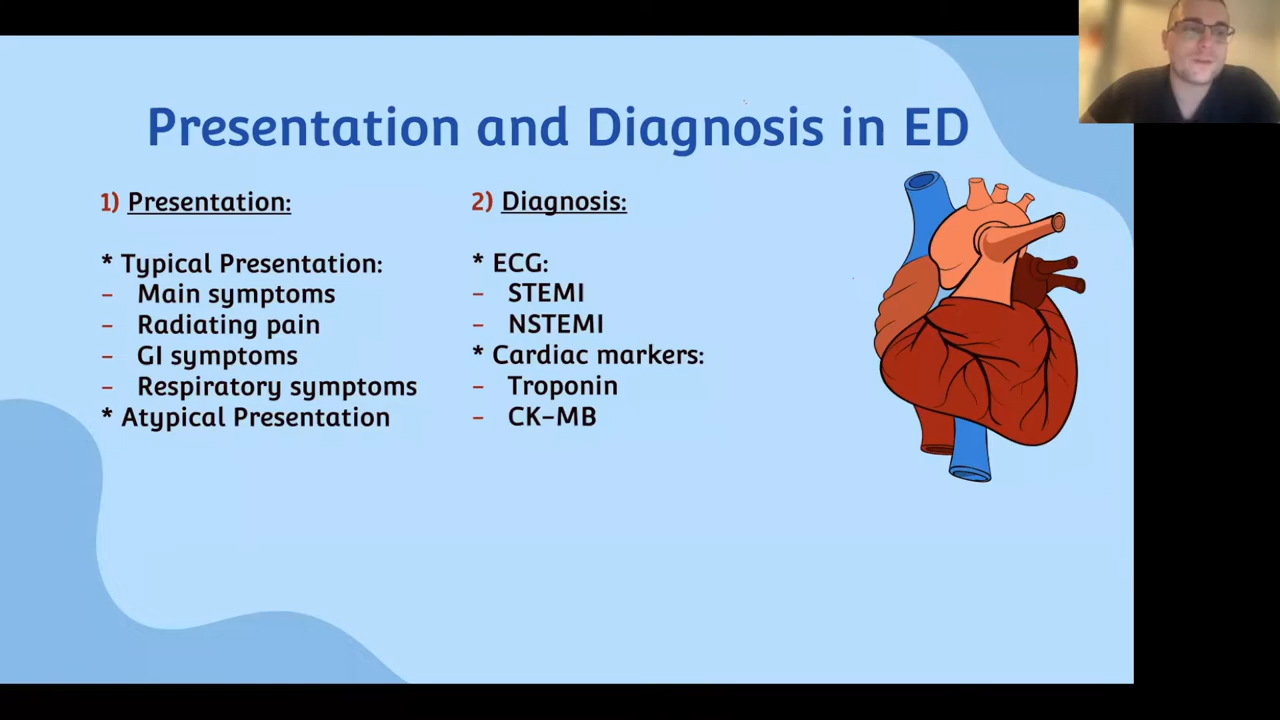 Presentation and Diagnosis in ED
1) Presentation:
* Typical Presentation:
- Main symptoms
- Radiating pain
- GI symptoms
- Respiratory symptoms
* Atypical Presentation
2) Diagnosis:
* ECG:
- STEMI
- NSTEMI
* Cardiac markers:
- Troponin
- CK-MB